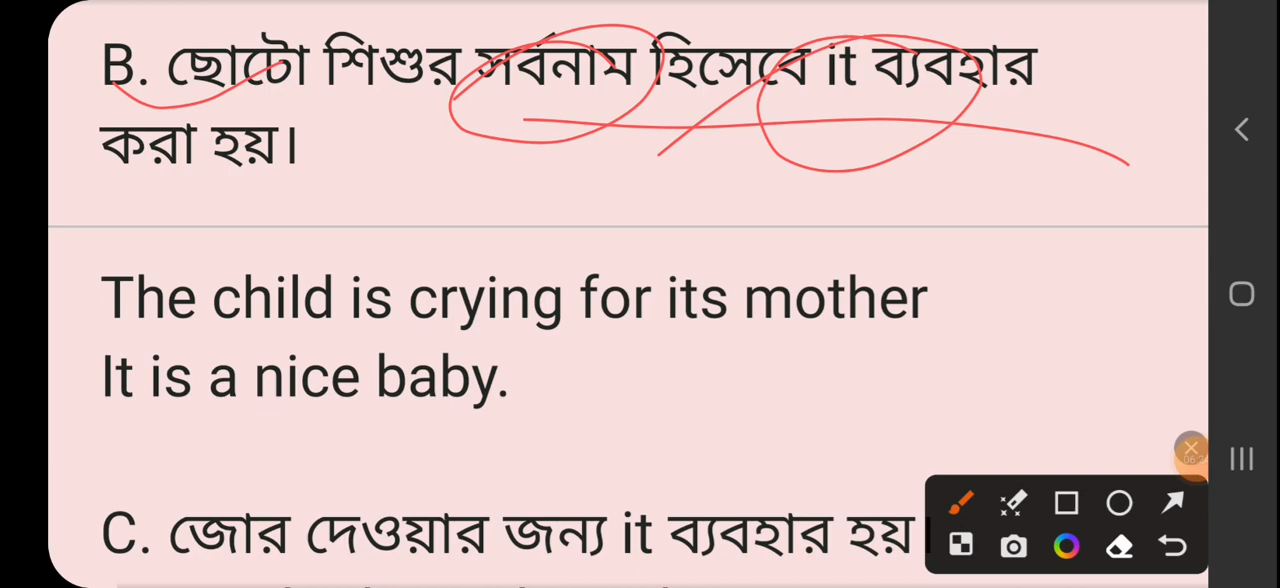 B. ছোটো শিশুর সর্বনাম হিসেবে it ব্যবহার
করা হয়।
The child is crying for its mother
It is a nice baby.
C. জোর দেওয়ার জন্য it ব্যবহার হয়।